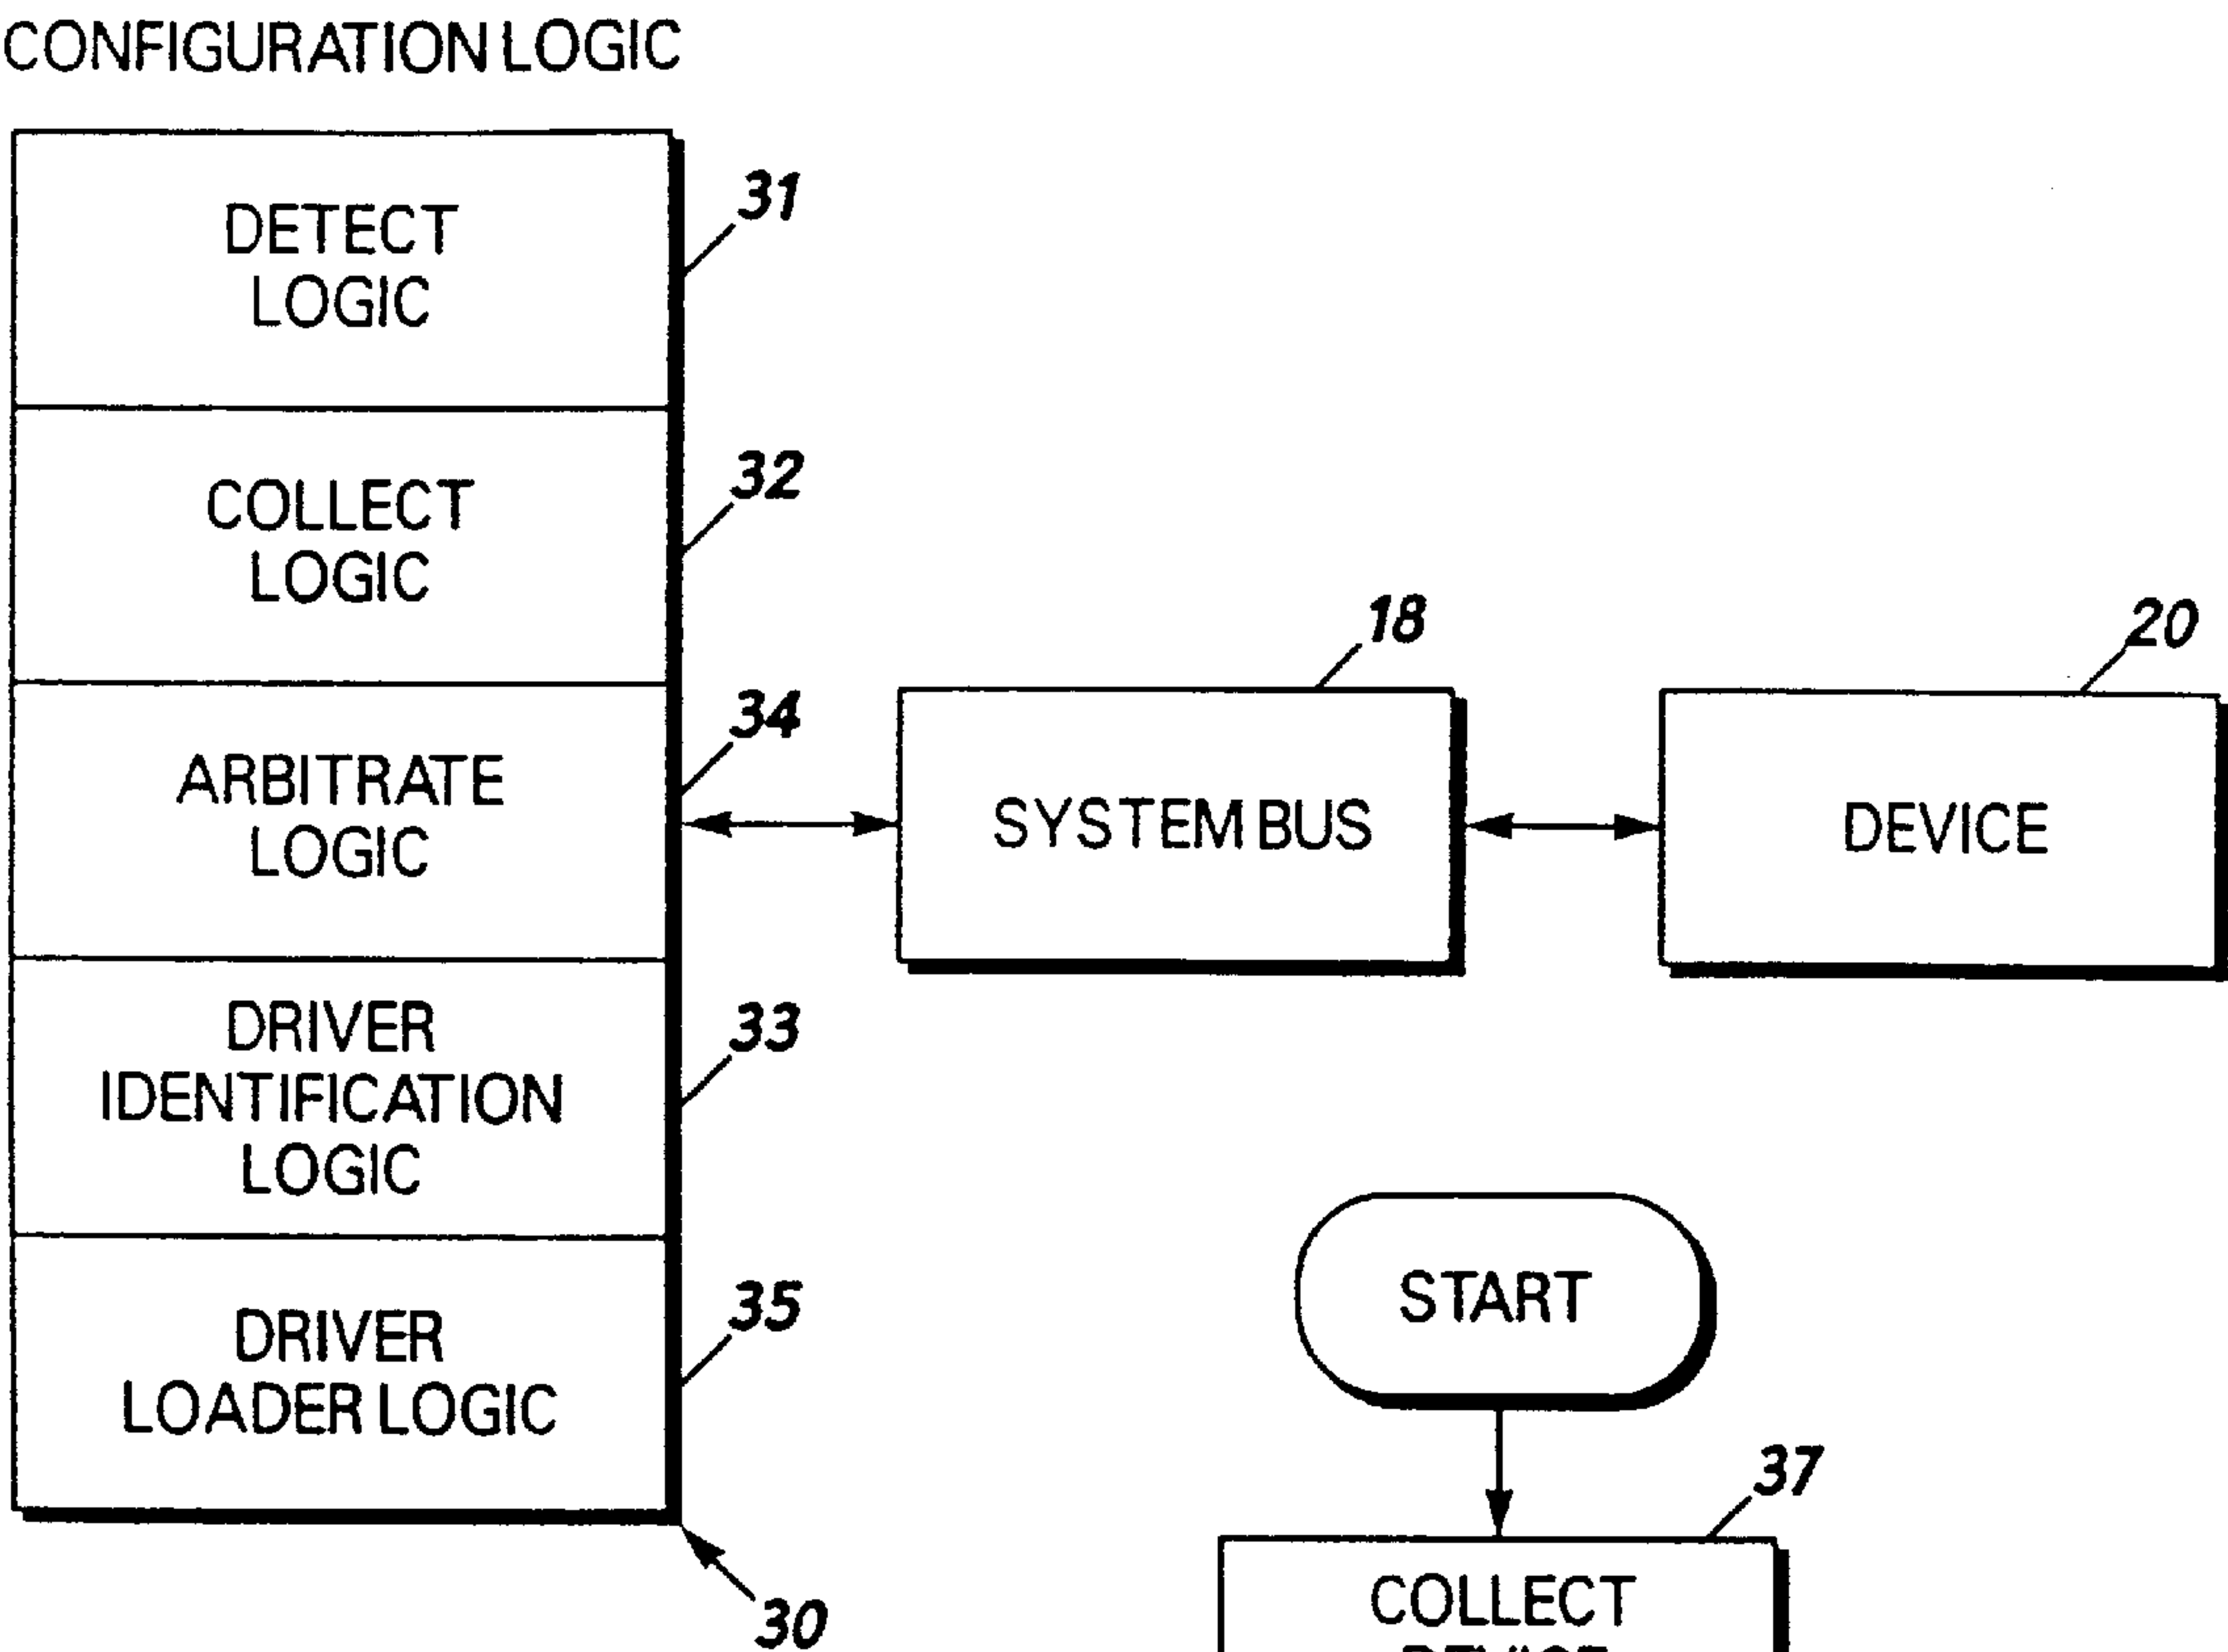 CONFIGURATION LOGIC
DETECT
LOGIC
31
COLLECT
LOGIC
32
ARBITRATE
LOGIC
34
SYSTEM BUS
18
DEVICE
20
DRIVER
IDENTIFICATION
LOGIC
33
DRIVER
LOADER LOGIC
35
30
START
37
COLLECT